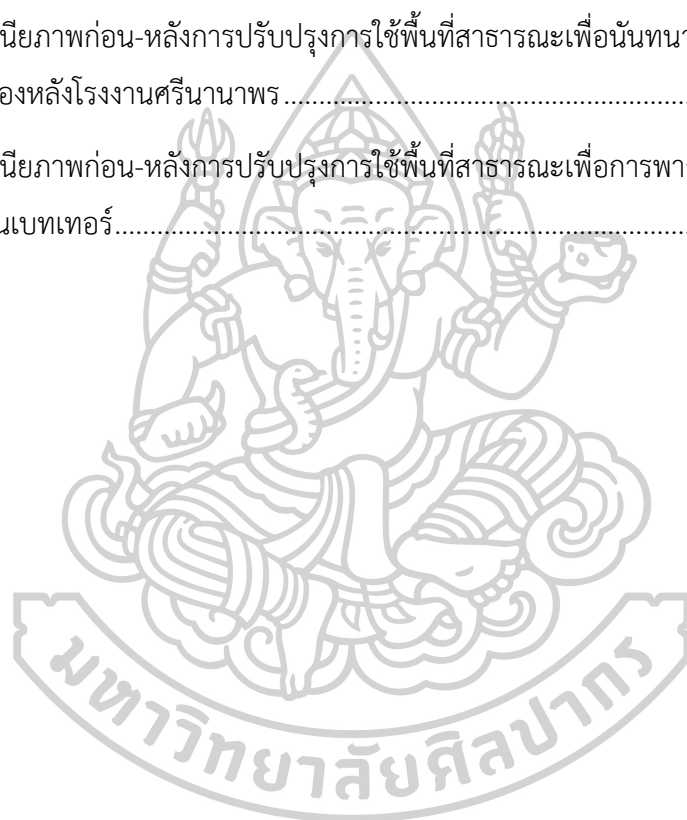 นียภาพก่อน-หลังการปรับปรุงการใช้พื้นที่สาธารณะเพื่อนันทนา
องหลังโรงงานศรีนานาพร
นียภาพก่อน-หลังการปรับปรุงการใช้พื้นที่สาธารณะเพื่อการพา
นเบทเทอร์
มหาวิทยาลัยศิลปากร